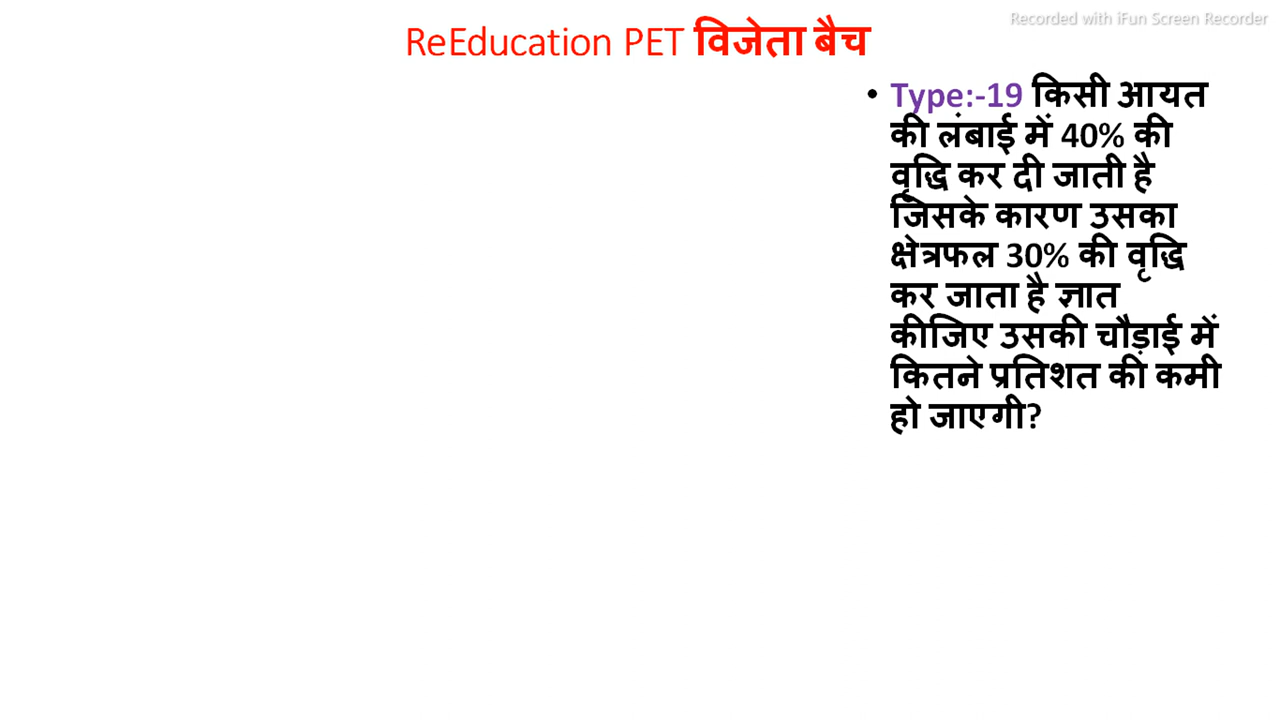 Recorded with iFun Screen Recorder
ReEducation PET विजेता बैच
• Type:-19 किसी आयत
की लंबाई में 40% की
वृद्धि कर दी जाती है
जिसके कारण उसका
क्षेत्रफल 30% की वृद्धि
कर जाता है ज्ञात
कीजिए उसकी चौड़ाई में
कितने प्रतिशत की कमी
हो जाएगी?